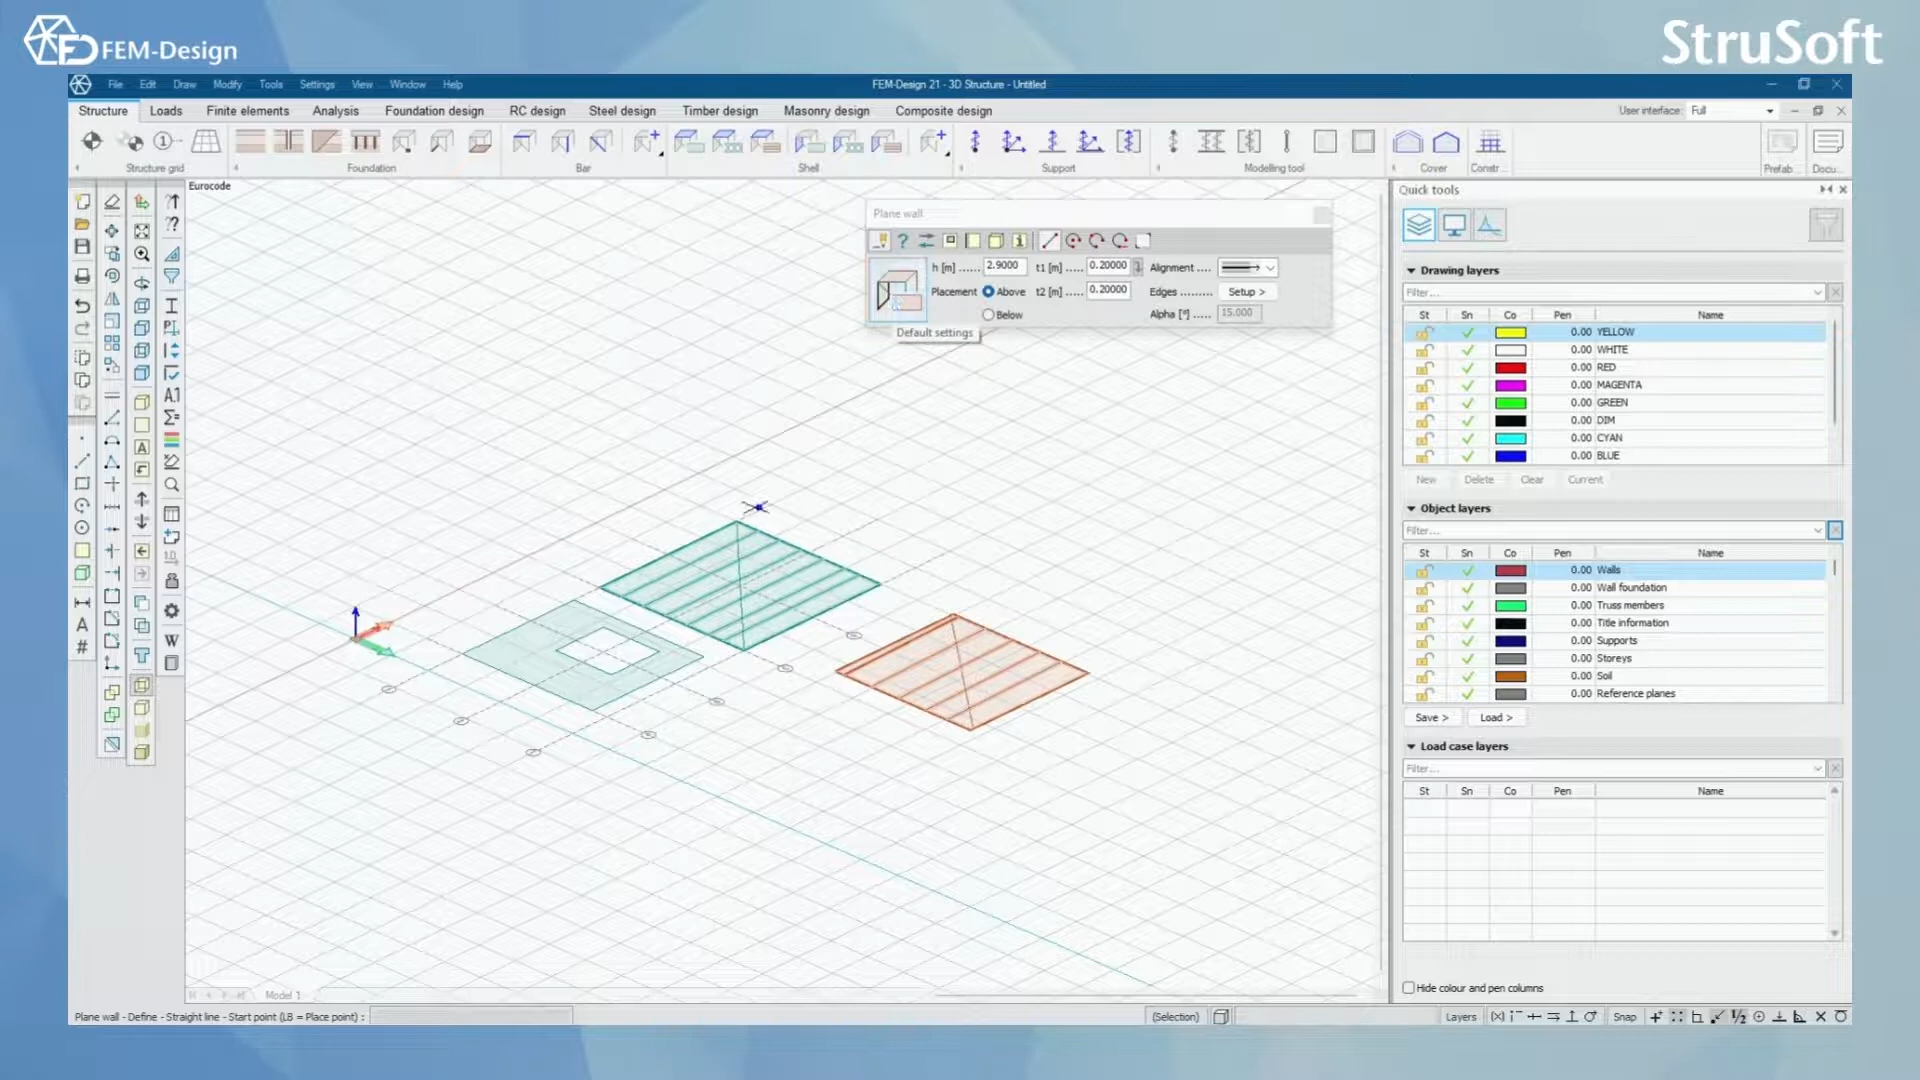 FEM-Design
StruSoft
File Edit Draw Modify Tools Settings View Window Help
FEM-Design 21 - 3D Structure - Untitled
Structure Loads Finite elements Analysis Foundation design RC design Steel design Timber design Masonry design Composite design
User interface: Full
Structure grid Foundation Bar Shell Support Modelling tool Cover Constr... Prefab... Docu...
Eurocode
Quick tools
Plane wall
h [m] ...... 2.9000 t1 [m] ..... 0.20000 Alignment ....
Placement Above t2 [m] ..... 0.20000 Edges ......... Setup >
Below Alpha [°] ..... 15.000
Default settings
Drawing layers
Filter...
St Sn Co Pen Name
0.00 YELLOW
0.00 WHITE
0.00 RED
0.00 MAGENTA
0.00 GREEN
0.00 DIM
0.00 CYAN
0.00 BLUE
New Delete Clear Current
Object layers
Filter...
St Sn Co Pen Name
0.00 Walls
0.00 Wall foundation
0.00 Truss members
0.00 Title information
0.00 Supports
0.00 Storeys
0.00 Soil
0.00 Reference planes
Save > Load >
Load case layers
Filter...
St Sn Co Pen Name
Hide colour and pen columns
Model 1
Plane wall - Define - Straight line - Start point (LB = Place point) :
(Selection)
Layers
Snap